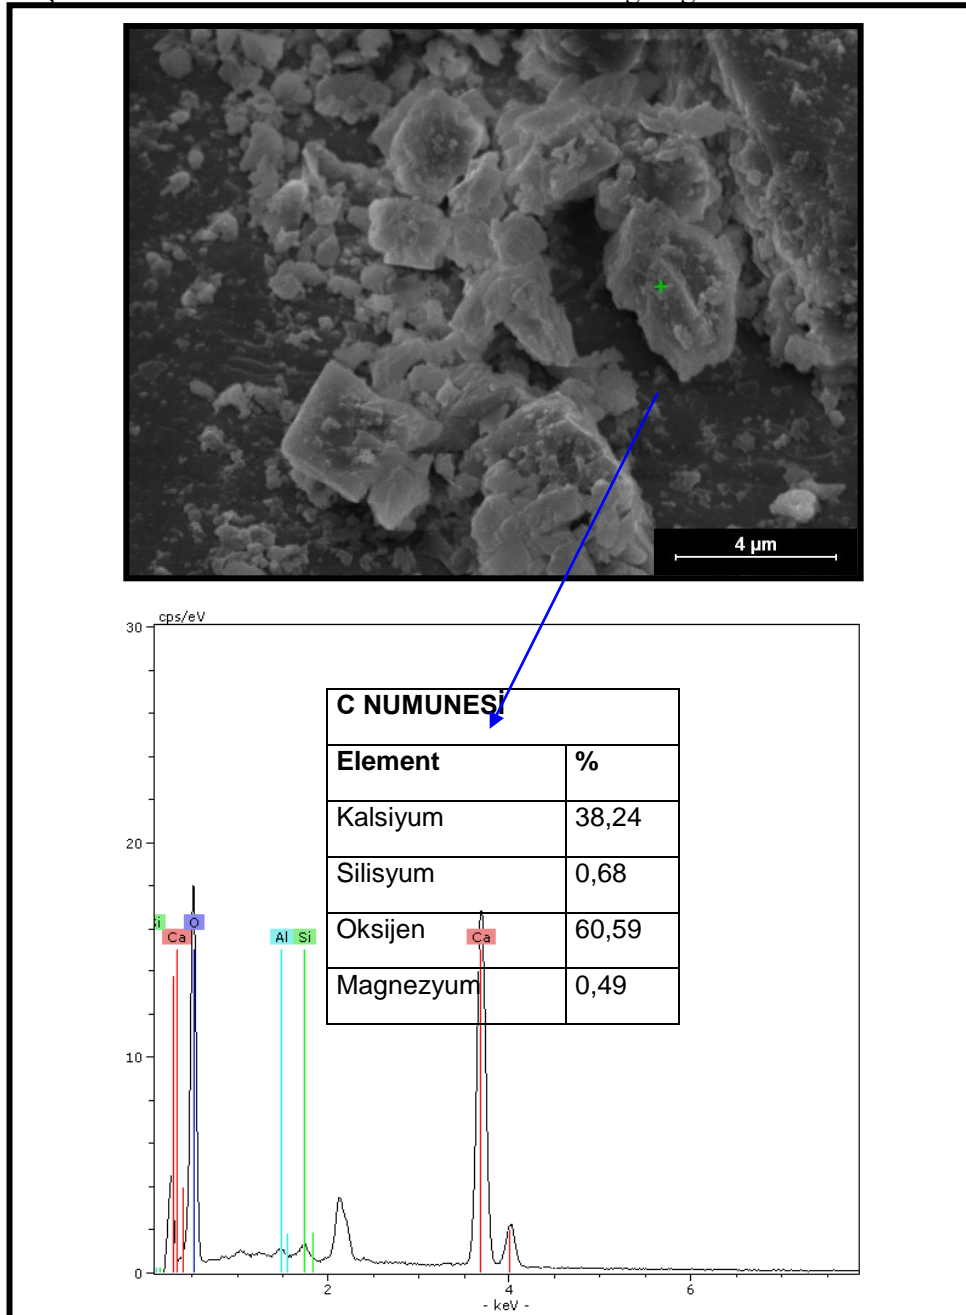 4 µm
cps/eV
30
20
10
0
C NUMUNESİ
Element %
Kalsiyum 38,24
Silisyum 0,68
Oksijen 60,59
Magnezyum 0,49
O
Ca Al Si Ca
2 4 6
- keV -